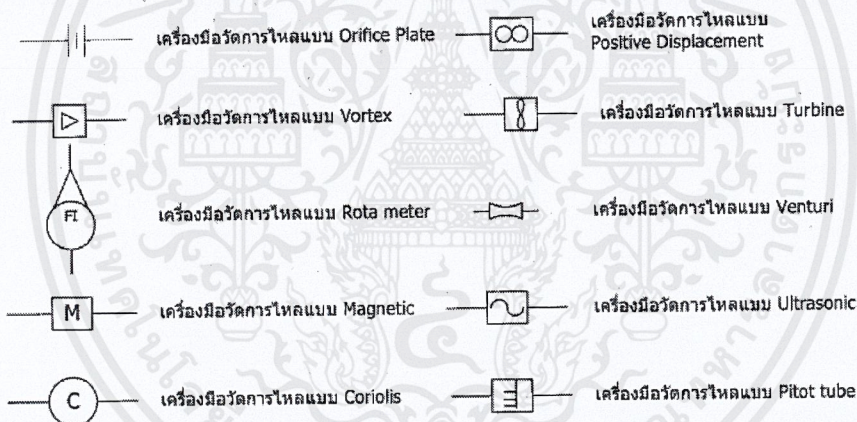 เครื่องมือวัดการไหลแบบ Orifice Plate
เครื่องมือวัดการไหลแบบ
Positive Displacement
เครื่องมือวัดการไหลแบบ Vortex
เครื่องมือวัดการไหลแบบ Turbine
FI
เครื่องมือวัดการไหลแบบ Rota meter
เครื่องมือวัดการไหลแบบ Venturi
M
เครื่องมือวัดการไหลแบบ Magnetic
เครื่องมือวัดการไหลแบบ Ultrasonic
C
เครื่องมือวัดการไหลแบบ Coriolis
เครื่องมือวัดการไหลแบบ Pitot tube